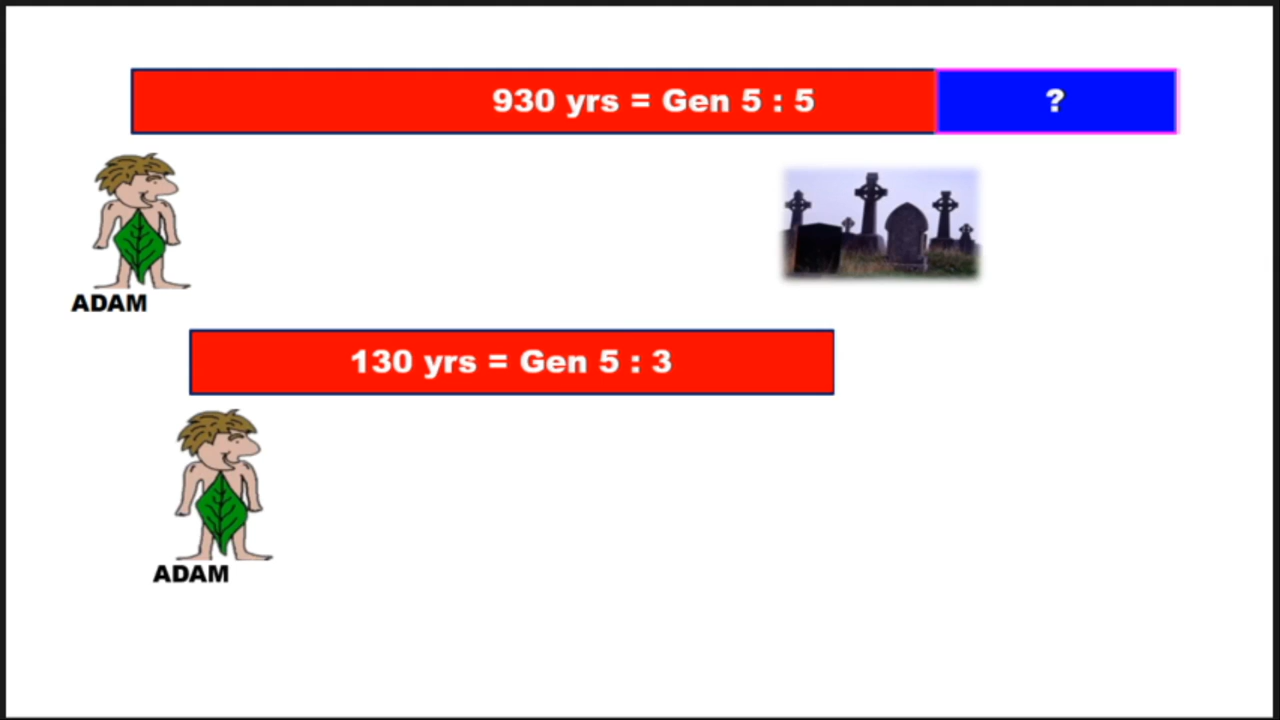 930 yrs = Gen 5 : 5
?
ADAM
130 yrs = Gen 5 : 3
ADAM